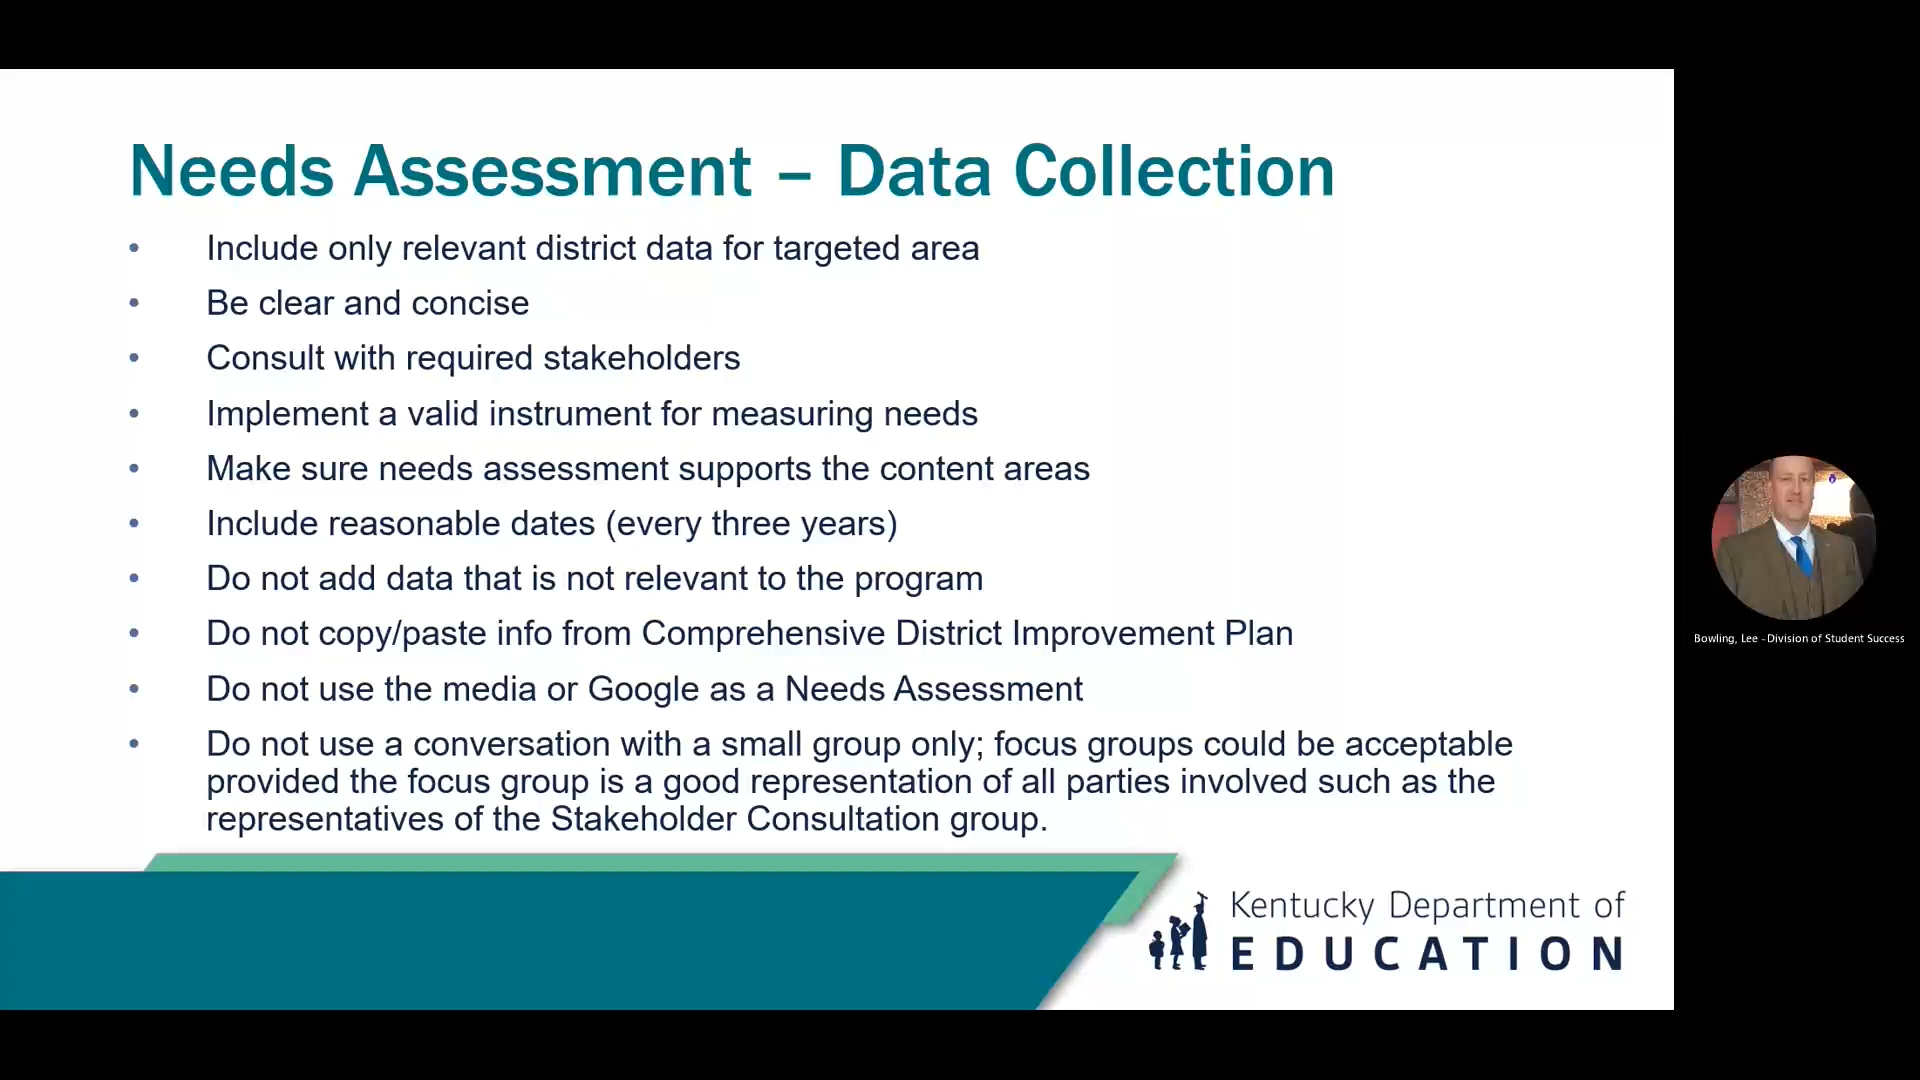 Needs Assessment – Data Collection
• Include only relevant district data for targeted area
• Be clear and concise
• Consult with required stakeholders
• Implement a valid instrument for measuring needs
• Make sure needs assessment supports the content areas
• Include reasonable dates (every three years)
• Do not add data that is not relevant to the program
• Do not copy/paste info from Comprehensive District Improvement Plan
• Do not use the media or Google as a Needs Assessment
• Do not use a conversation with a small group only; focus groups could be acceptable
provided the focus group is a good representation of all parties involved such as the
representatives of the Stakeholder Consultation group.
Kentucky Department of
EDUCATION
Bowling, Lee - Division of Student Success